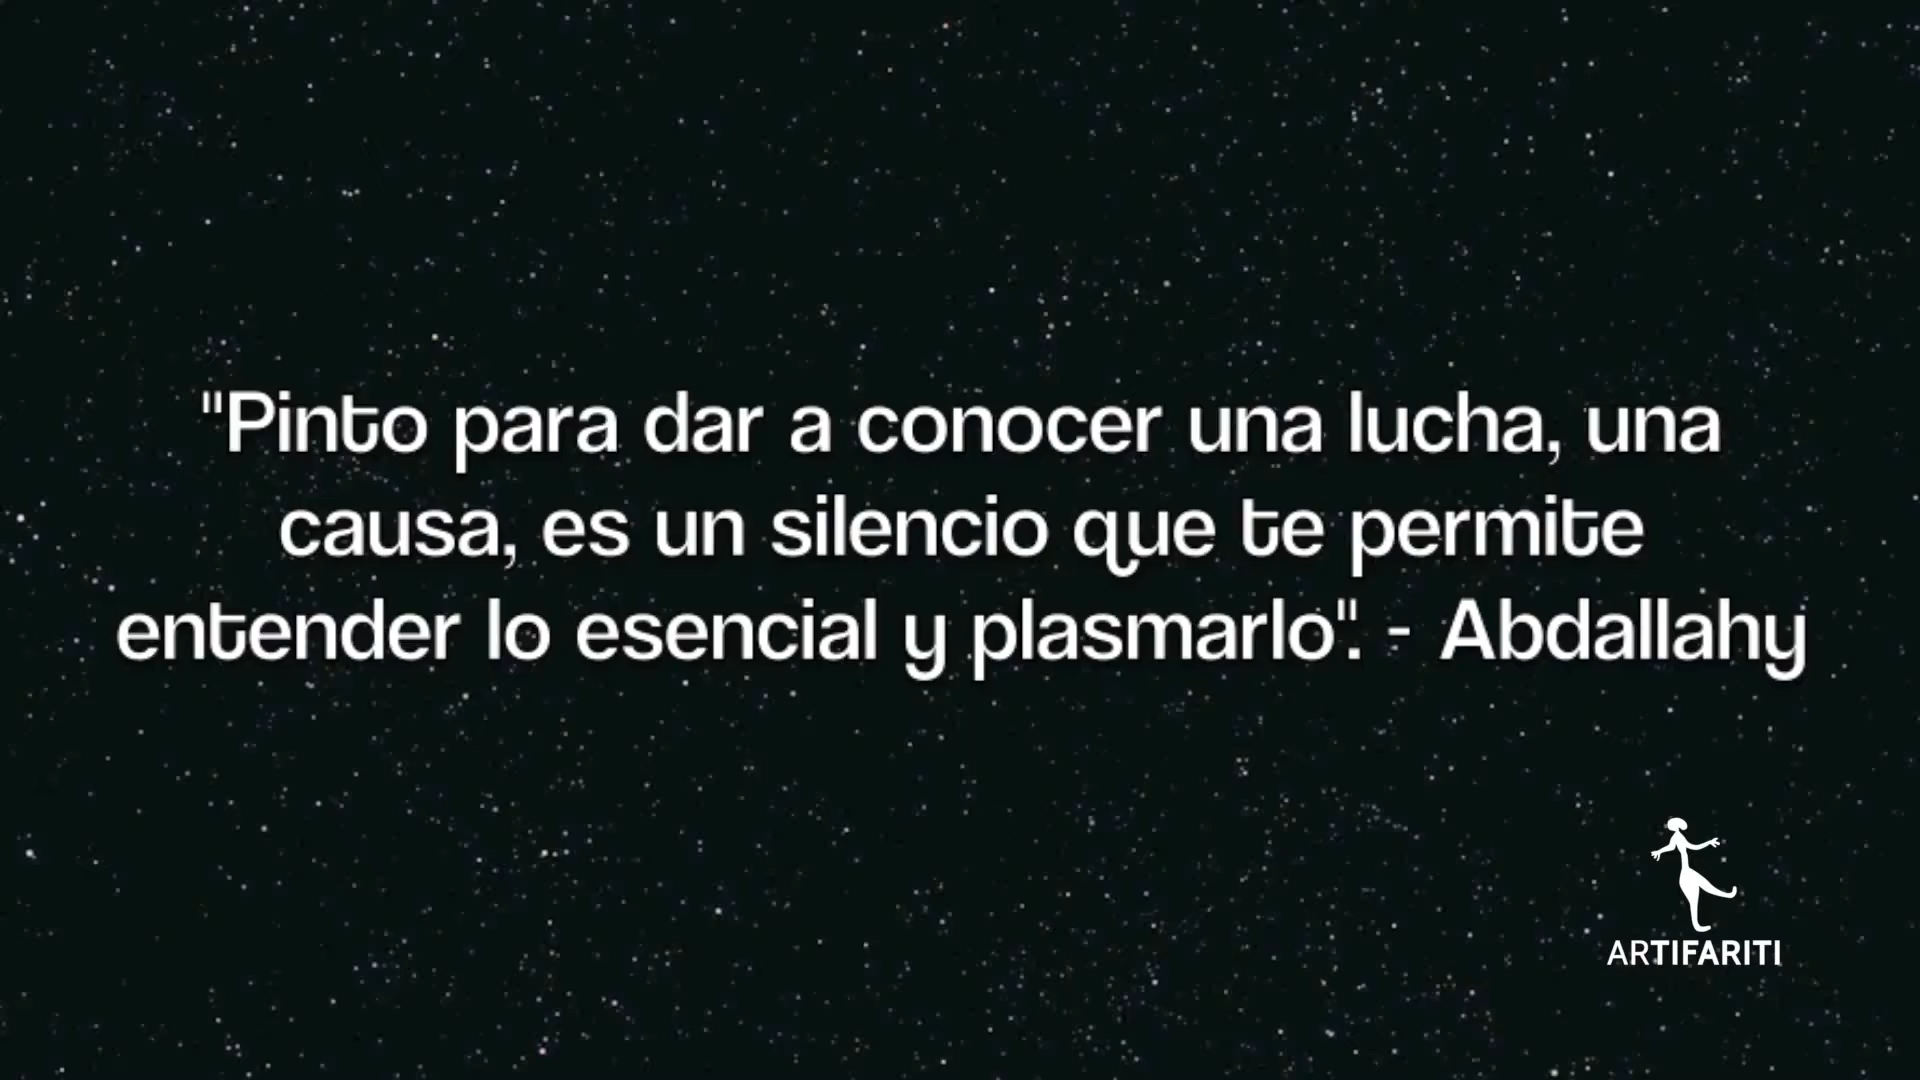 "Pinto para dar a conocer una lucha, una
causa, es un silencio que te permite
entender lo esencial y plasmarlo". - Abdallahy
ARTIFARITI